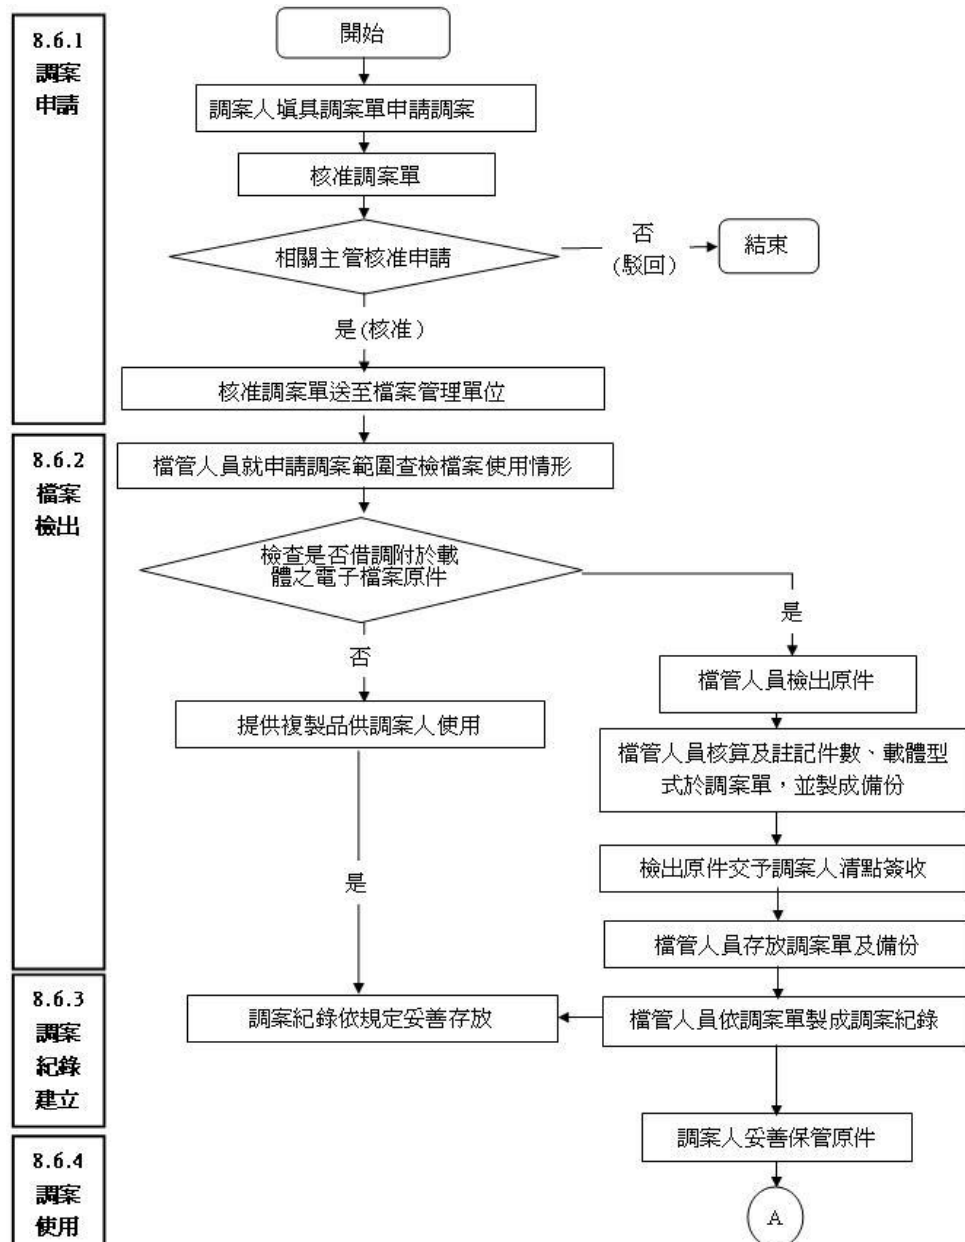 8.6.1
調案
申請
開始
調案人填具調案單申請調案
核准調案單
相關主管核准申請
否
(駁回)
結束
是(核准)
核准調案單送至檔案管理單位
8.6.2
檔案
檢出
檔管人員就申請調案範圍查檢檔案使用情形
檢查是否借調附於載
體之電子檔案原件
是
檔管人員檢出原件
否
提供複製品供調案人使用
檔管人員核算及註記件數、載體型
式於調案單，並製成備份
檢出原件交予調案人清點簽收
是
檔管人員存放調案單及備份
8.6.3
調案
紀錄
建立
調案紀錄依規定妥善存放
檔管人員依調案單製成調案紀錄
調案人妥善保管原件
8.6.4
調案
使用
A